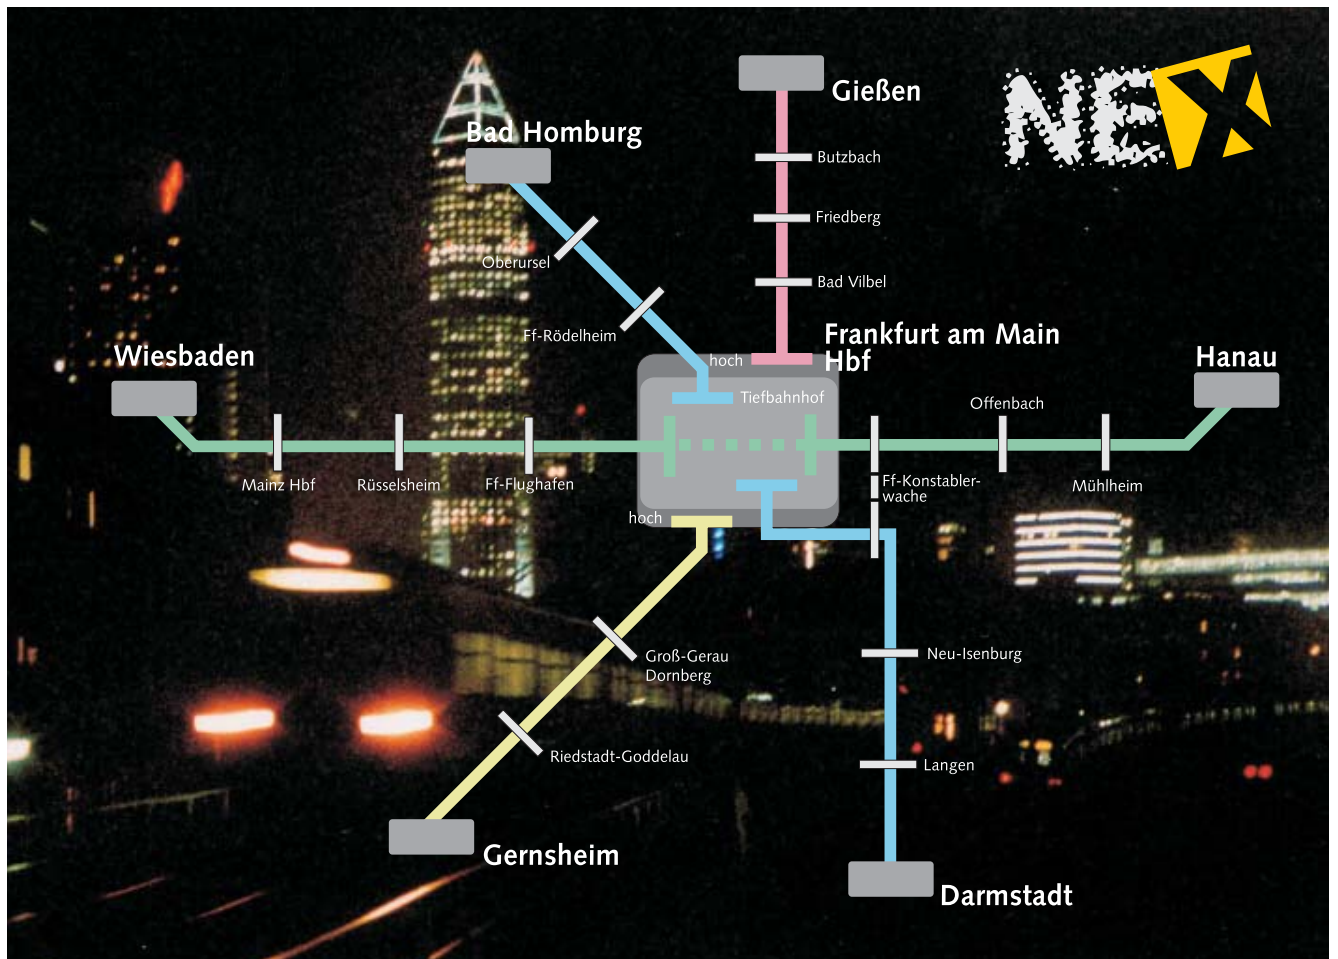 NEX
Gießen
Bad Homburg
Butzbach
Friedberg
Oberursel
Bad Vilbel
Ff-Rödelheim
Frankfurt am Main
Hbf
hoch
Wiesbaden
Hanau
Tiefbahnhof
Offenbach
Mainz Hbf
Rüsselsheim
Ff-Flughafen
Ff-Konstabler-
wache
Mühlheim
hoch
Groß-Gerau
Dornberg
Neu-Isenburg
Riedstadt-Goddelau
Langen
Gernsheim
Darmstadt